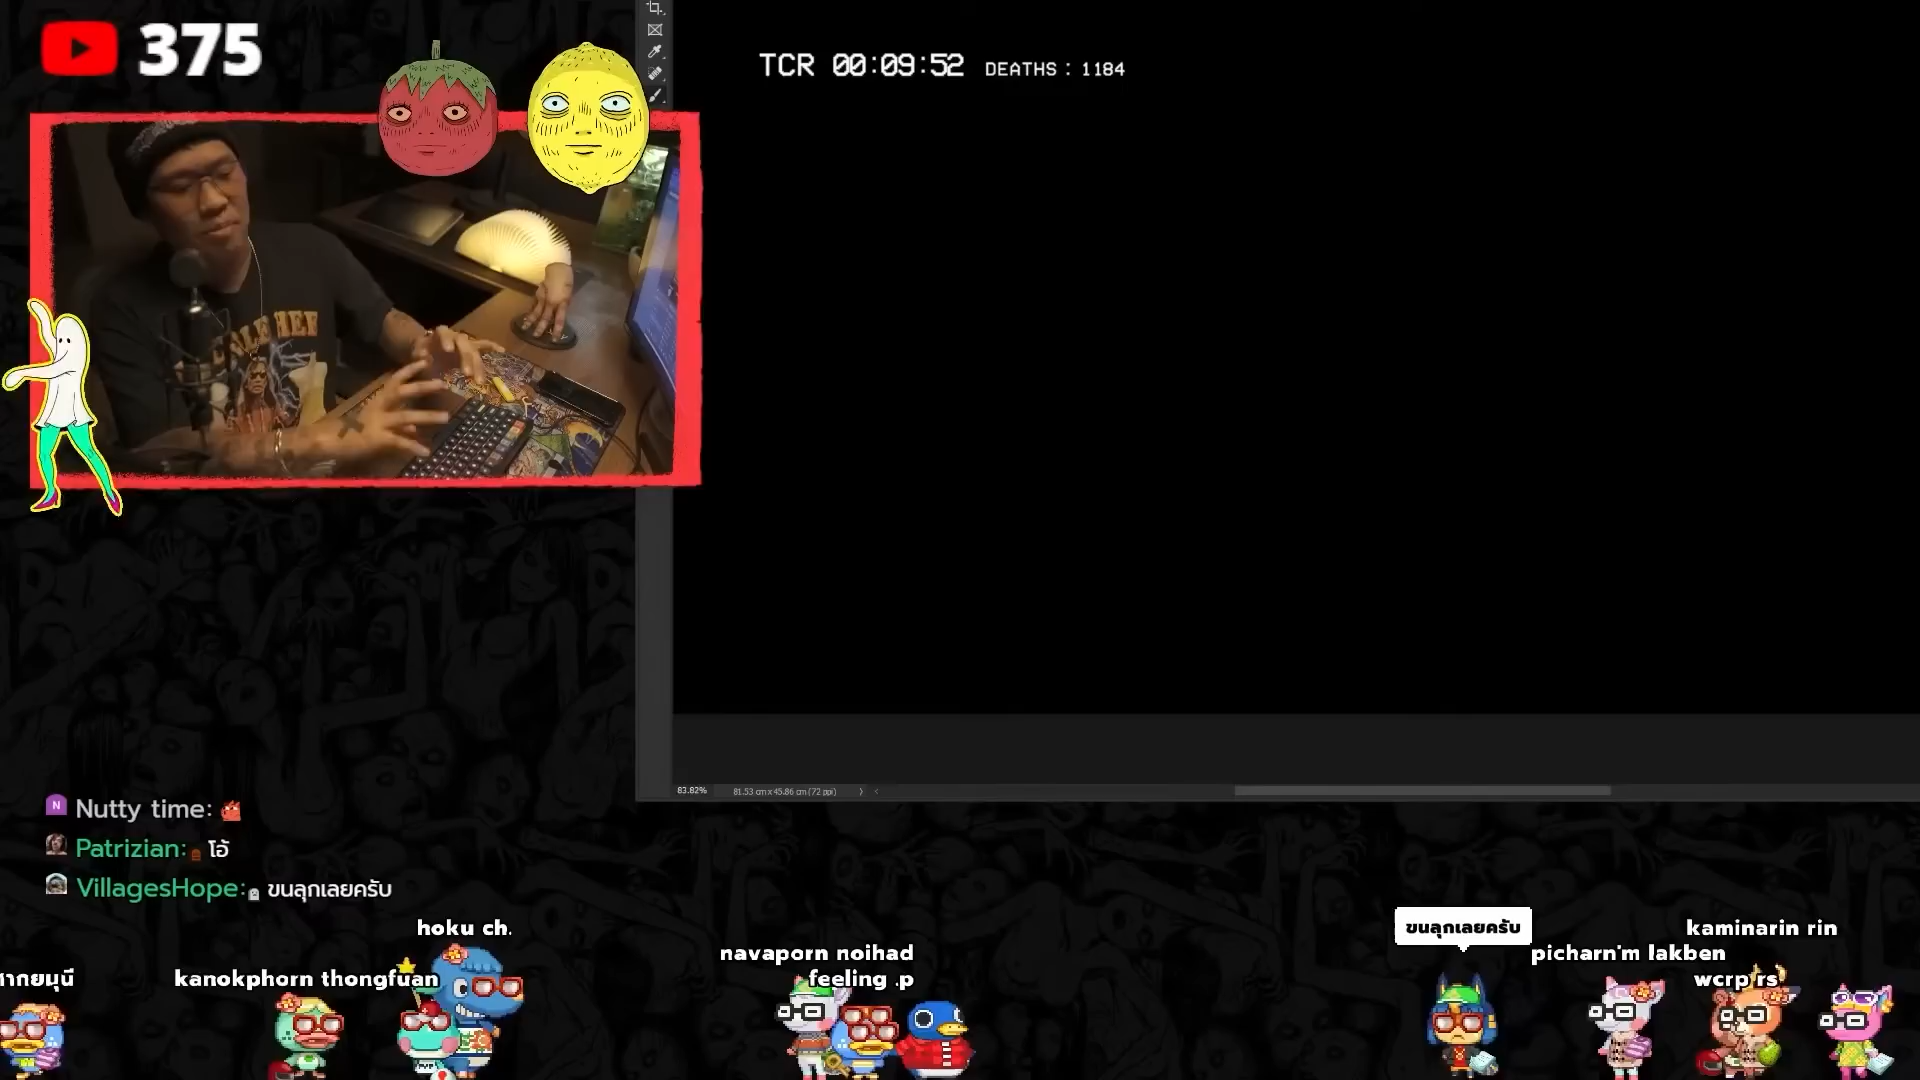 375
TCR 00:09:52 DEATHS : 1184
83.82% 81.53 cm x 45.86 cm (72 ppi)
N Nutty time:
Patrizian: โอ้
VillagesHope: ขนลุกเลยครับ
hoku ch.
ขนลุกเลยครับ
kaminarin rin
navaporn noihad
picharn'm lakben
kanokphorn thongfuan
feeling .p
wcrp rs